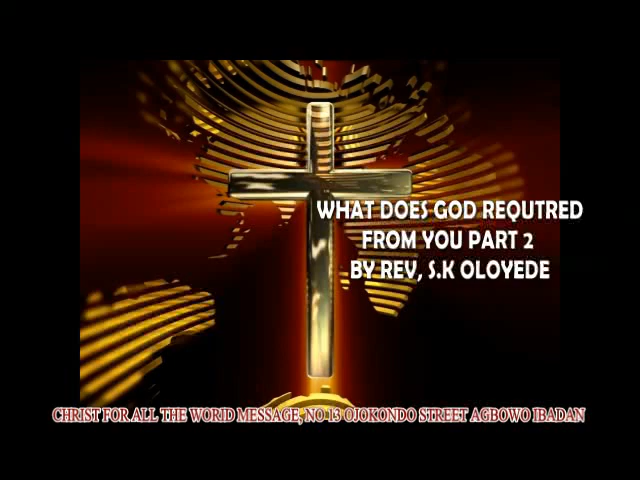 WHAT DOES GOD REQUTRED
FROM YOU PART 2
BY REV, S.K OLOYEDE
CHRIST FOR ALL THE WORID MESSAGE, NO 13 OJOKONDO STREET AGBOWO IBADAN